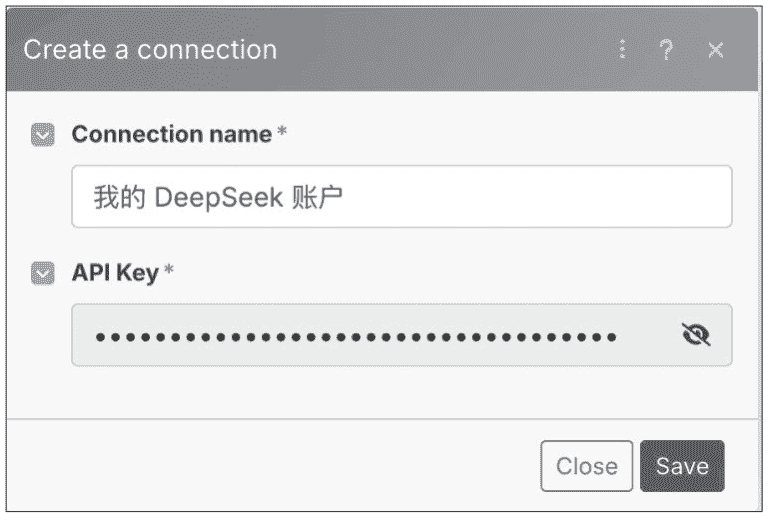 Create a connection
Connection name *
我的 DeepSeek 账户
API Key *
•••••••••••••••••••••••••••••••••••
Close Save